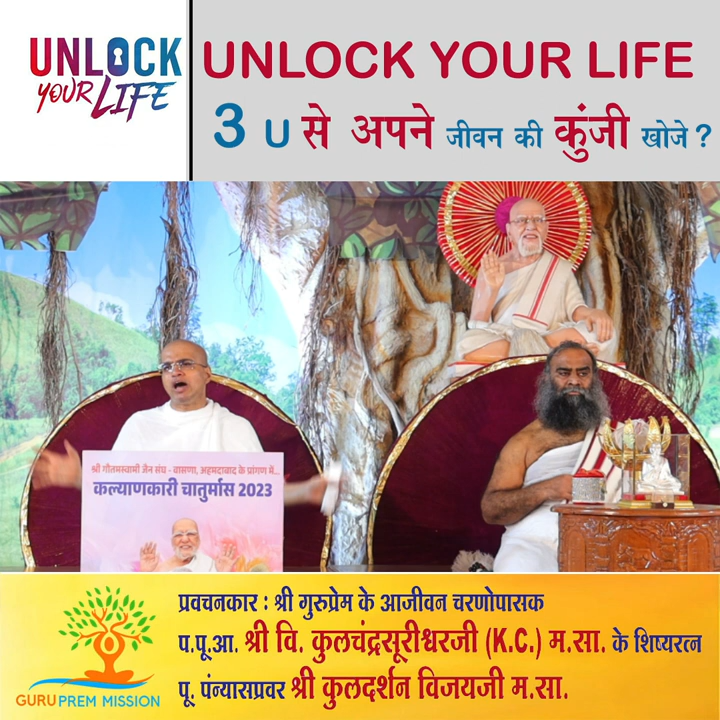 UNLOCK
YOUR LIFE
UNLOCK YOUR LIFE
3 U से अपने जीवन की कुंजी खोजे ?
श्री गौतमस्वामी जैन संघ - वासणा, अहमदाबाद के प्रांगण में...
कल्याणकारी चातुर्मास 2023
प्रवचनकार : श्री गुरुप्रेम के आजीवन चरणोपासक
प.पू.आ. श्री वि. कुलचंद्रसूरीश्वरजी (K.C.) म.सा. के शिष्यरत्न
पू. पंन्यासप्रवर श्री कुलदर्शन विजयजी म.सा.
GURU PREM MISSION